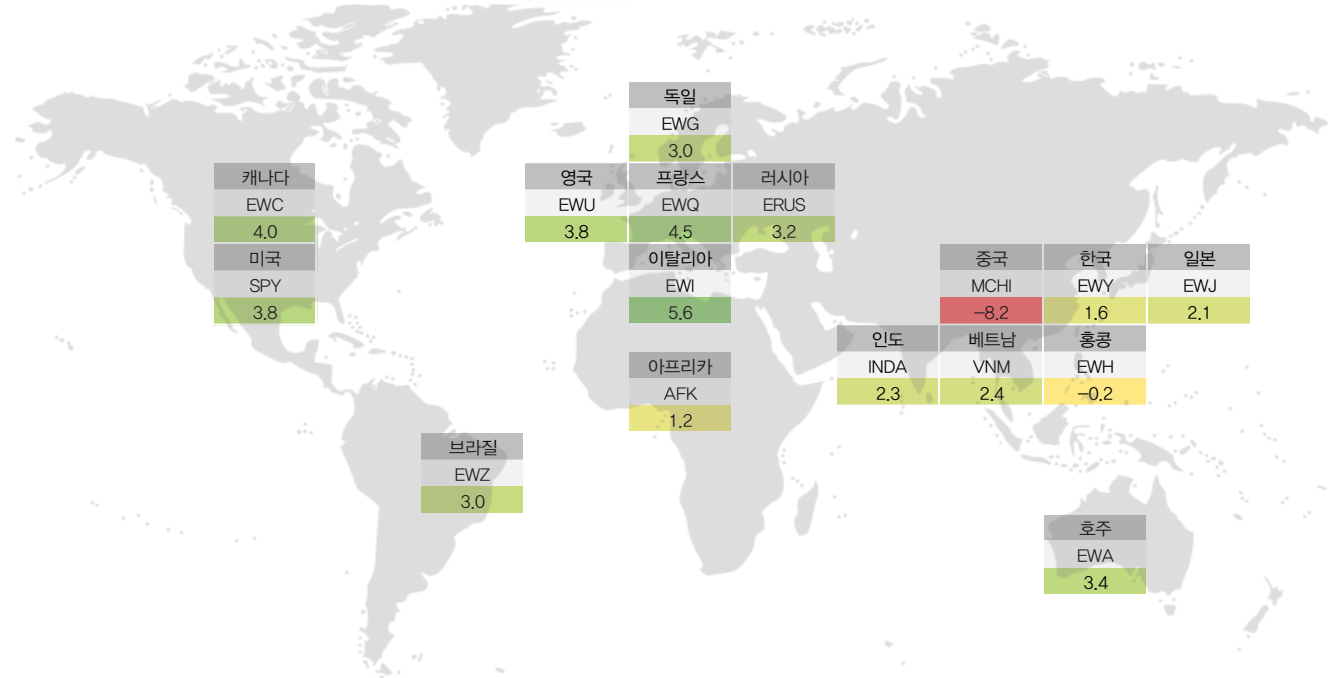 독일
EWG
3.0
캐나다
EWC
4.0
영국
EWU
3.8
프랑스
EWQ
4.5
러시아
ERUS
3.2
미국
SPY
3.8
이탈리아
EWI
5.6
중국
MCHI
-8.2
한국
EWY
1.6
일본
EWJ
2.1
인도
INDA
2.3
베트남
VNM
2.4
홍콩
EWH
-0.2
아프리카
AFK
1.2
브라질
EWZ
3.0
호주
EWA
3.4